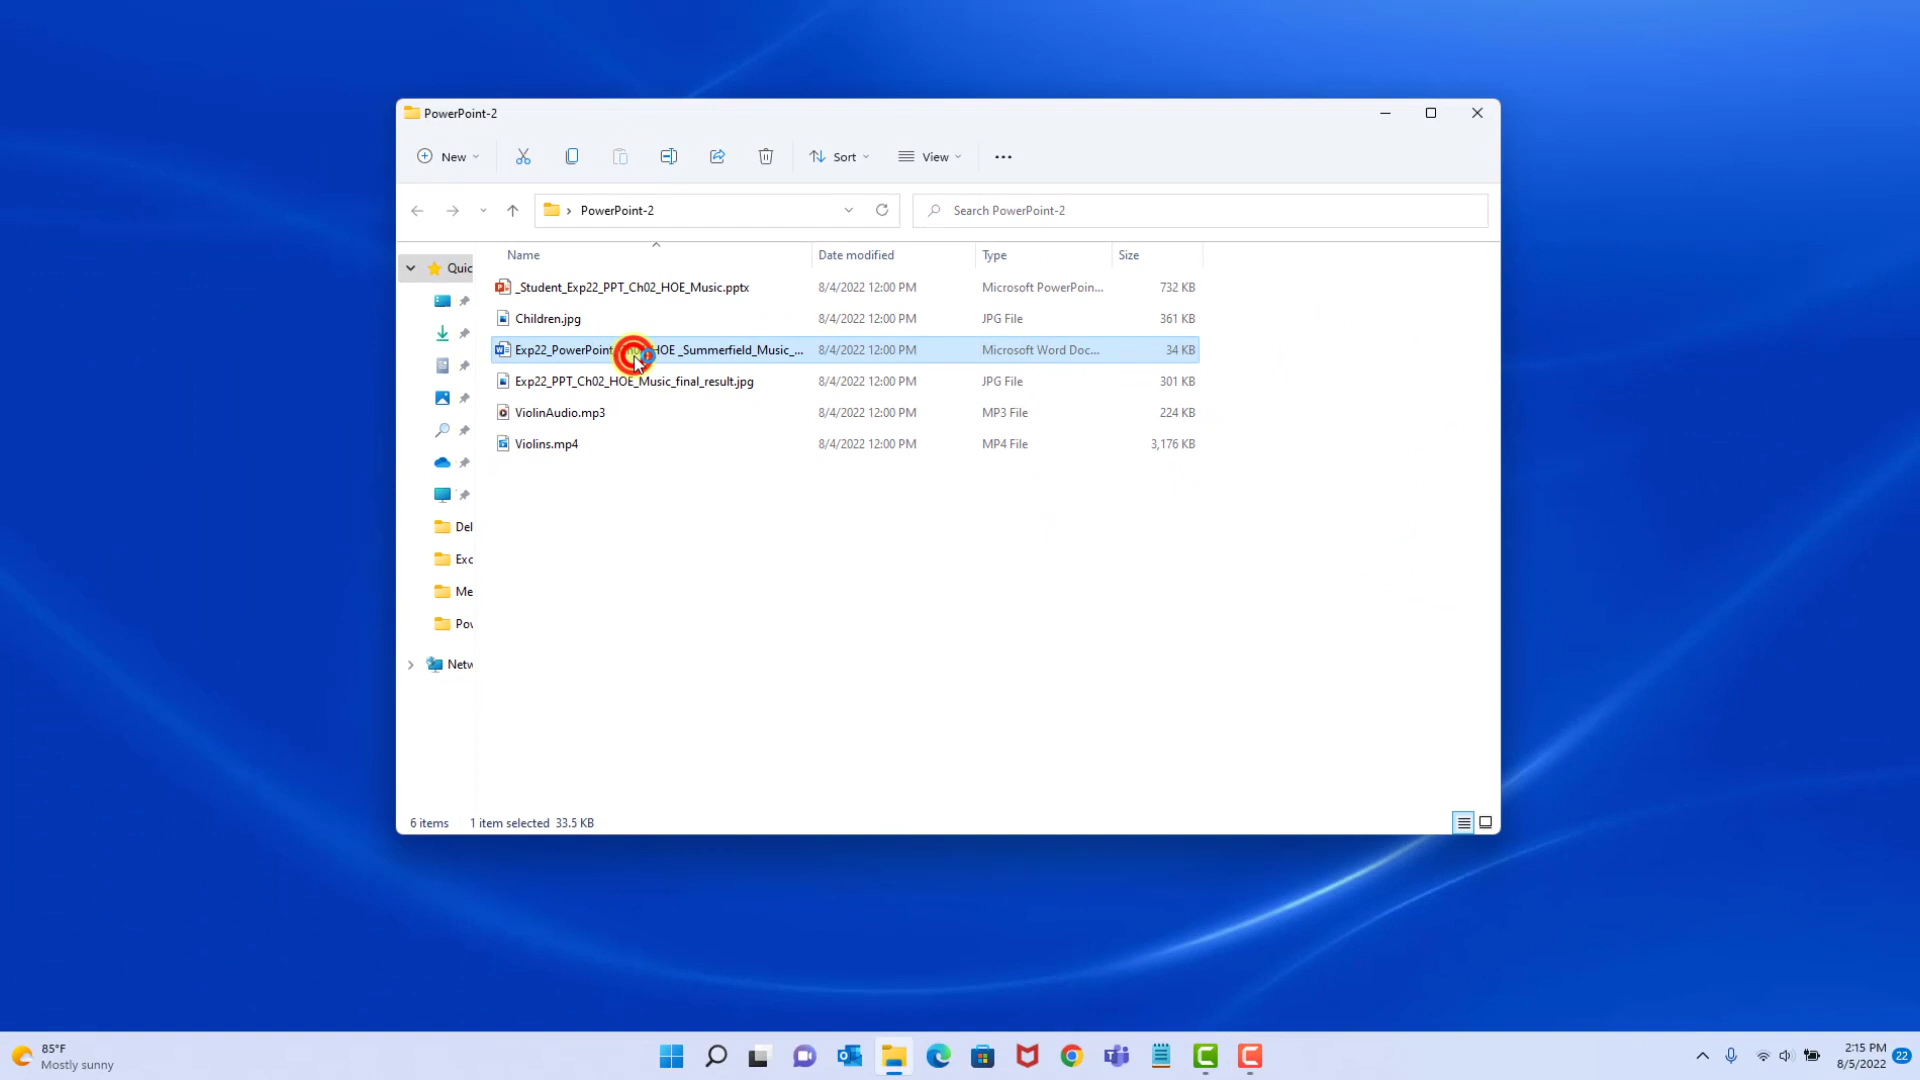 PowerPoint-2
New
Sort
View
PowerPoint-2
Search PowerPoint-2
Name Date modified Type Size
Quic
_Student_Exp22_PPT_Ch02_HOE_Music.pptx 8/4/2022 12:00 PM Microsoft PowerPoin... 732 KB
Children.jpg 8/4/2022 12:00 PM JPG File 361 KB
Exp22_PowerPoint HOE _Summerfield_Music_... 8/4/2022 12:00 PM Microsoft Word Doc... 34 KB
Exp22_PPT_Ch02_HOE_Music_final_result.jpg 8/4/2022 12:00 PM JPG File 301 KB
ViolinAudio.mp3 8/4/2022 12:00 PM MP3 File 224 KB
Violins.mp4 8/4/2022 12:00 PM MP4 File 3,176 KB
Del
Exc
Me
Pov
Netw
6 items 1 item selected 33.5 KB
85°F
Mostly sunny
2:15 PM
8/5/2022
22